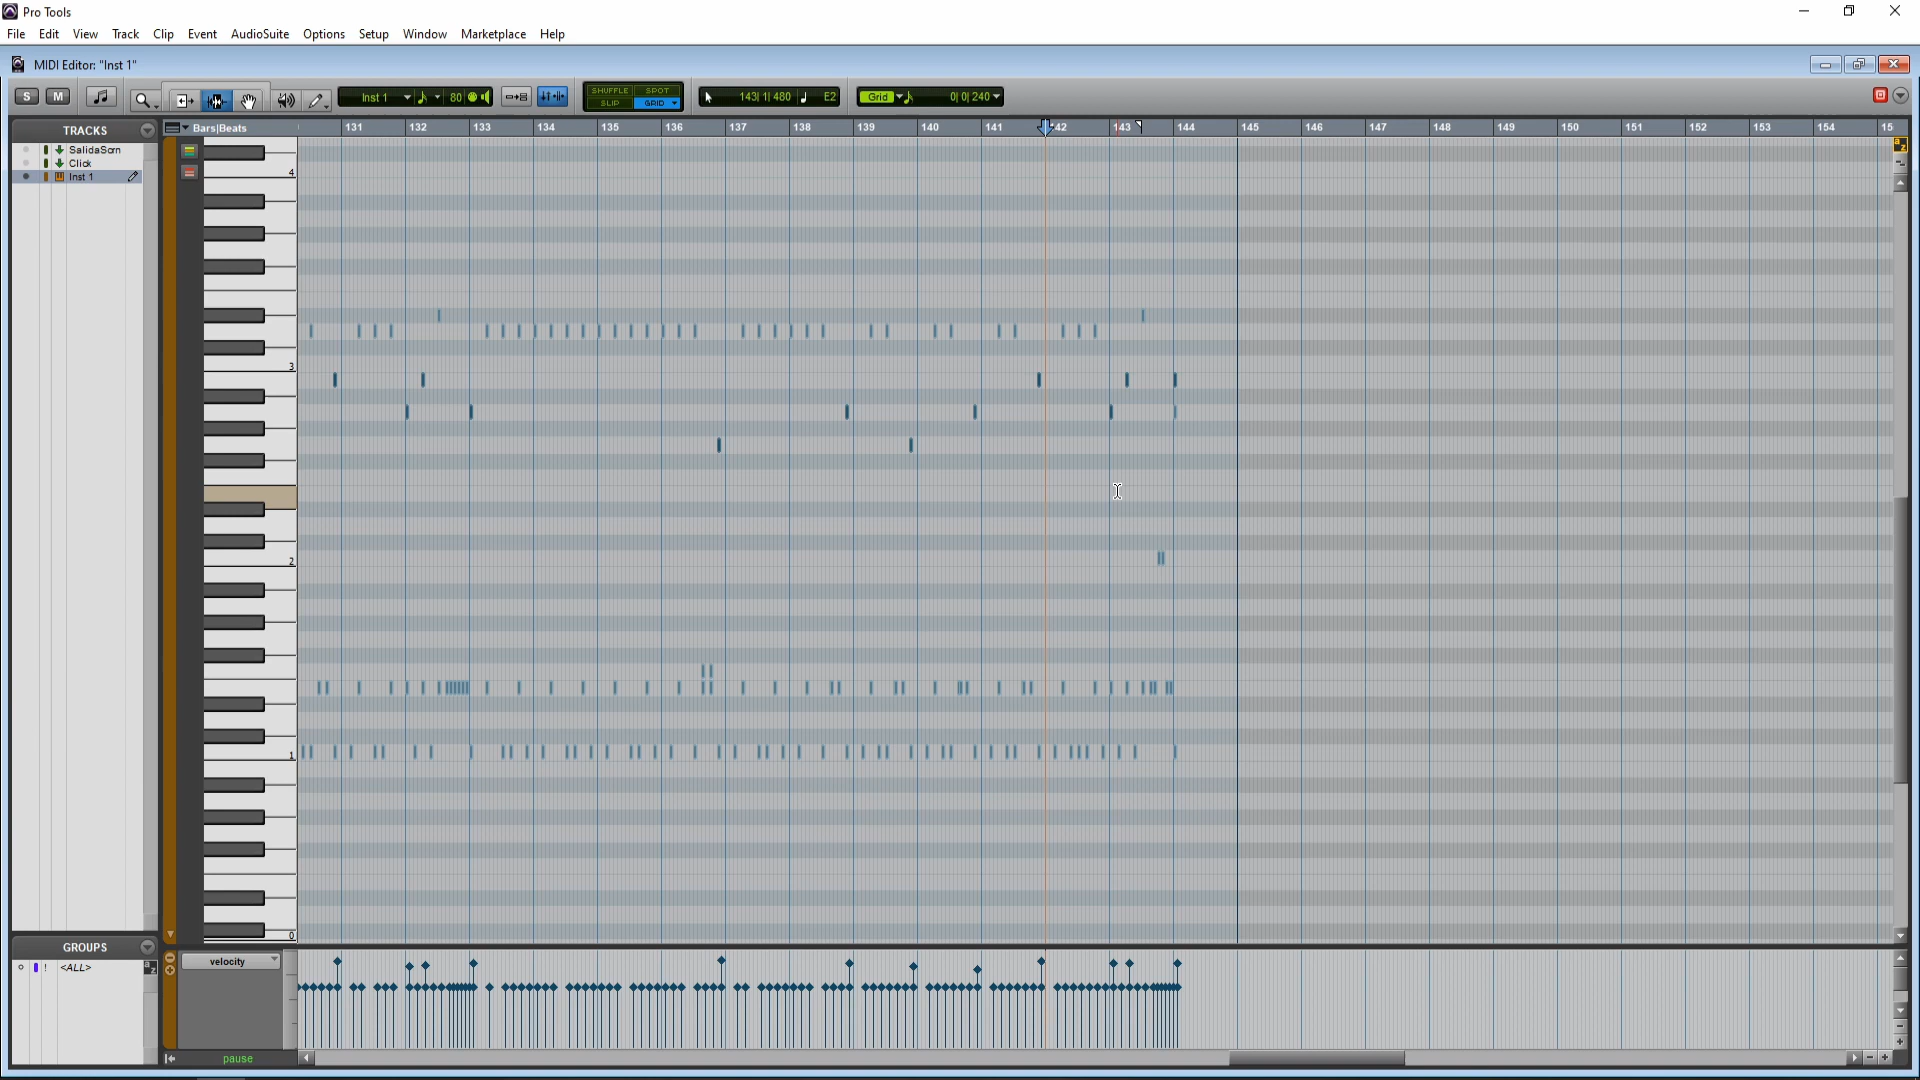 Pro Tools
File Edit View Track Clip Event AudioSuite Options Setup Window Marketplace Help
MIDI Editor: "Inst 1"
S M Inst 1 80 SHUFFLE SPOT 143| 1| 480 E2 Grid 0| 0| 240
SLIP GRID
TRACKS Bars|Beats 131 132 133 134 135 136 137 138 139 140 141 42 43 144 145 146 147 148 149 150 151 152 153 154 15
SalidaScrn
Click
Inst 1
4
3
2
1
0
GROUPS
<ALL>
velocity
pause